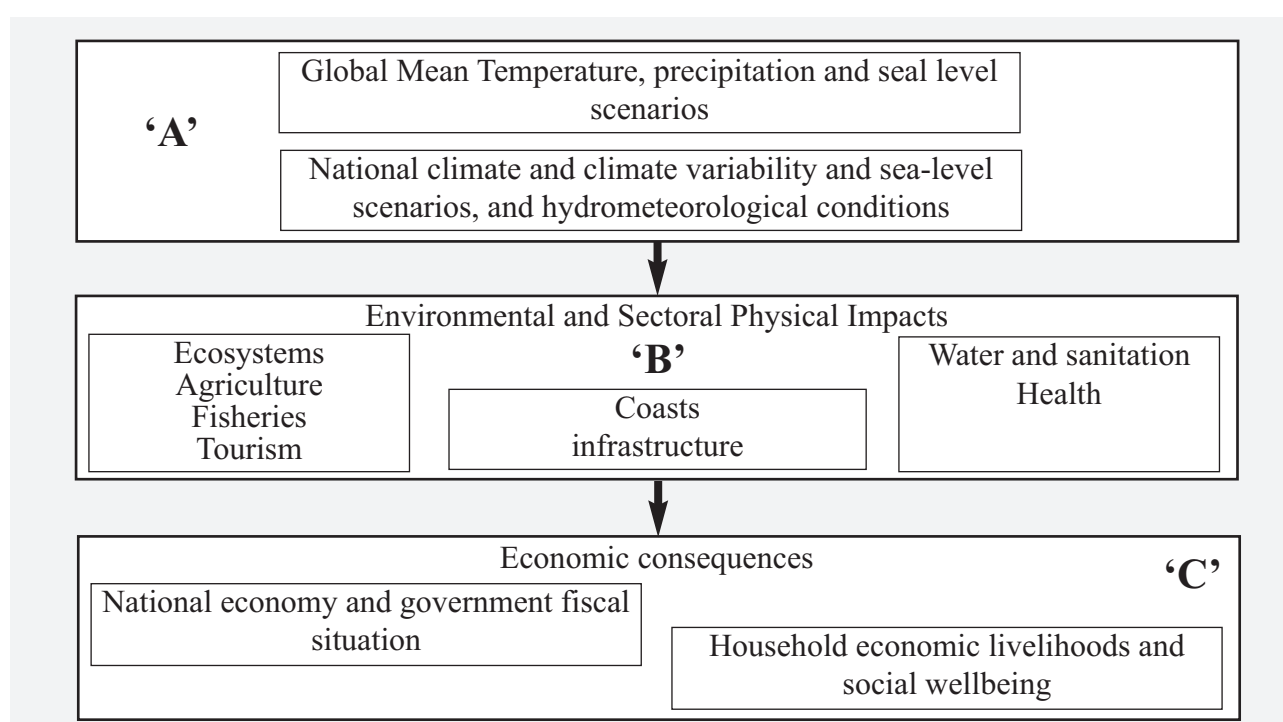 Global Mean Temperature, precipitation and seal level
scenarios
‘A’
National climate and climate variability and sea-level
scenarios, and hydrometeorological conditions
Environmental and Sectoral Physical Impacts
Ecosystems
Agriculture
Fisheries
Tourism
‘B’
Coasts
infrastructure
Water and sanitation
Health
Economic consequences
‘C’
National economy and government fiscal
situation
Household economic livelihoods and
social wellbeing